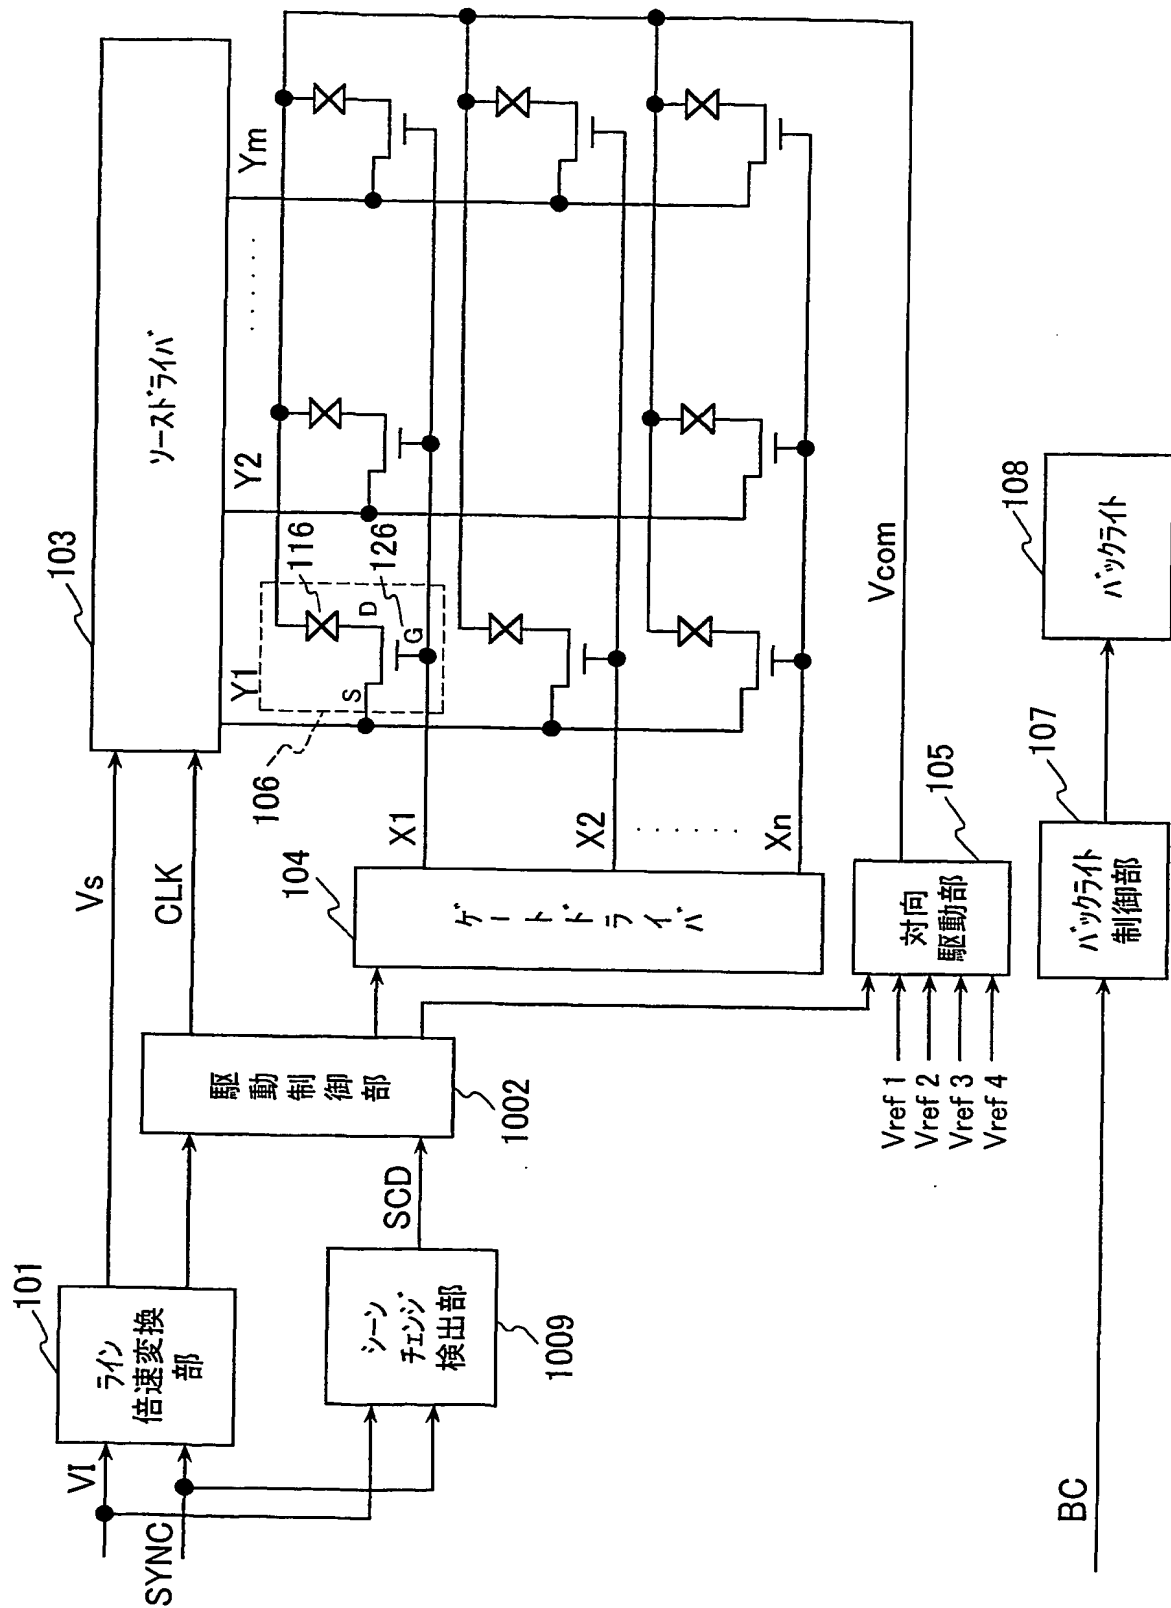 VI
SYNC
101
ライン
倍速変換
部
シーン
チェンジ
検出部
1009
SCD
Vs
CLK
駆動制御部
1002
103
ソースドライバ
Y1
Y2
......
Ym
106
116
126
S
D
G
104
ゲートドライバ
X1
X2
.......
Xn
Vref 1
Vref 2
Vref 3
Vref 4
対向
駆動部
105
Vcom
BC
バックライト
制御部
107
バックライト
108